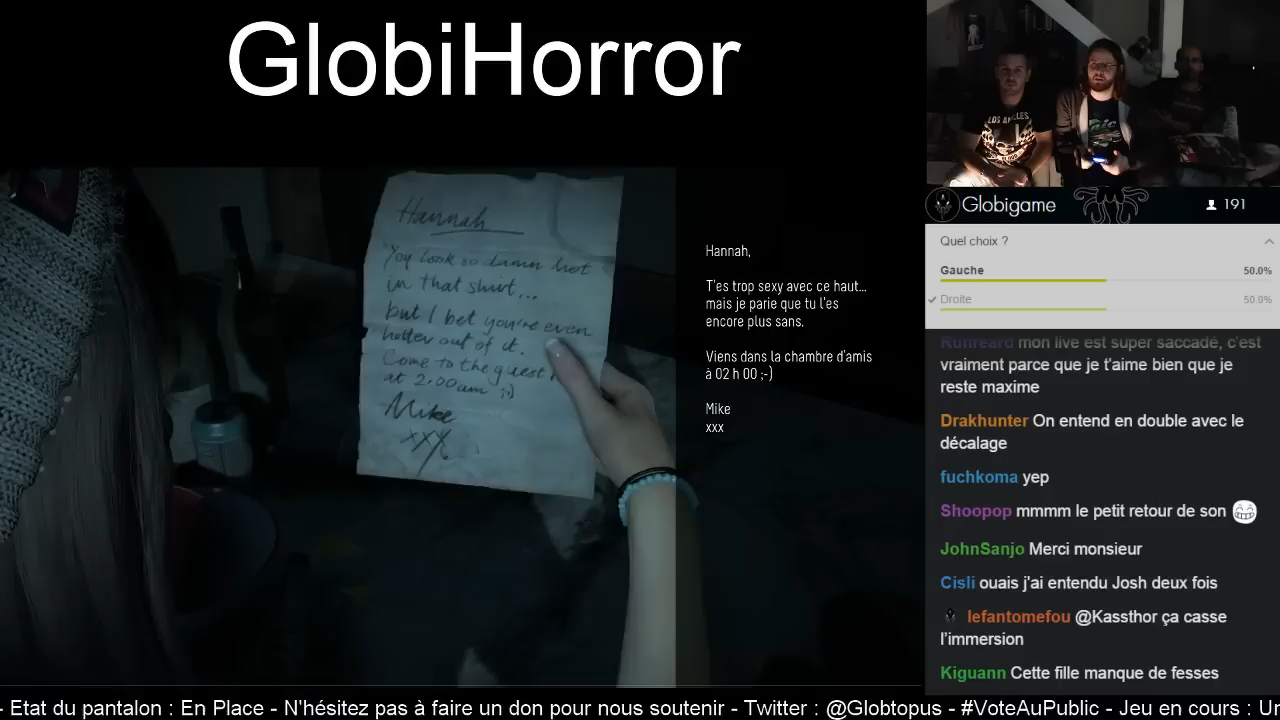 GlobiHorror
Hannah
You look so damn hot
in that shirt...
but I bet you're even
hotter out of it.
Come to the guest
at 2.00am ;)
Mike
xxx
Hannah,
T'es trop sexy avec ce haut...
mais je parie que tu l'es
encore plus sans.
Viens dans la chambre d'amis
à 02 h 00 ;-)
Mike
xxx
LOS ANGELES
Globigame
191
Quel choix ?
Gauche 50.0%
Droite 50.0%
Runreard mon live est super saccadé, c'est
vraiment parce que je t'aime bien que je
reste maxime
Drakhunter On entend en double avec le
décalage
fuchkoma yep
Shoopop mmmm le petit retour de son
JohnSanjo Merci monsieur
Cisli ouais j'ai entendu Josh deux fois
lefantomefou @Kassthor ça casse
l'immersion
Kiguann Cette fille manque de fesses
- Etat du pantalon : En Place - N'hésitez pas à faire un don pour nous soutenir - Twitter : @Globtopus - #VoteAuPublic - Jeu en cours : Un